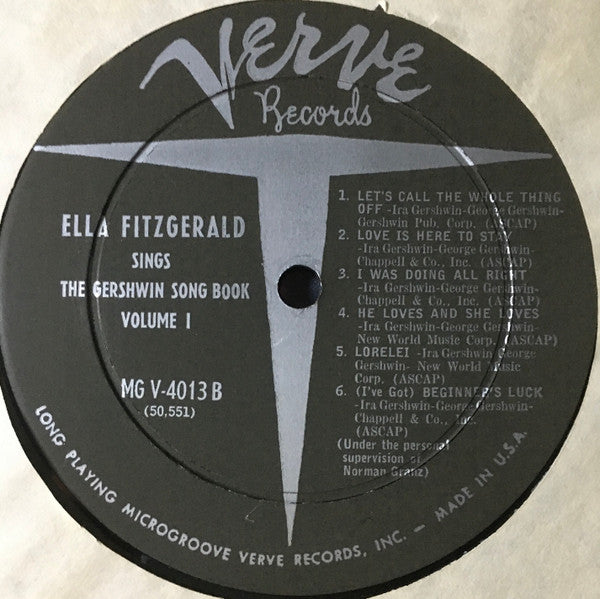 Verve
Records
ELLA FITZGERALD
SINGS
THE GERSHWIN SONG BOOK
VOLUME I
MG V-4013 B
(50,551)
1. LET'S CALL THE WHOLE THING
OFF -Ira Gershwin-George Gershwin-
Gershwin Pub. Corp. (ASCAP)
2. LOVE IS HERE TO STAY
-Ira Gershwin-George Gershwin-
Chappell & Co., Inc. (ASCAP)
3. I WAS DOING ALL RIGHT
-Ira Gershwin-George Gershwin-
Chappell & Co., Inc. (ASCAP)
4. HE LOVES AND SHE LOVES
-Ira Gershwin-George Gershwin-
New World Music Corp. (ASCAP)
5. LORELEI -Ira Gershwin-George
Gershwin- New World Music
Corp. (ASCAP)
6. (I've Got) BEGINNER'S LUCK
-Ira Gershwin-George Gershwin-
Chappell & Co., Inc.
(ASCAP)
(Under the personal
supervision of
Norman Granz)
LONG PLAYING MICROGROOVE VERVE RECORDS, INC. — MADE IN U.S.A.